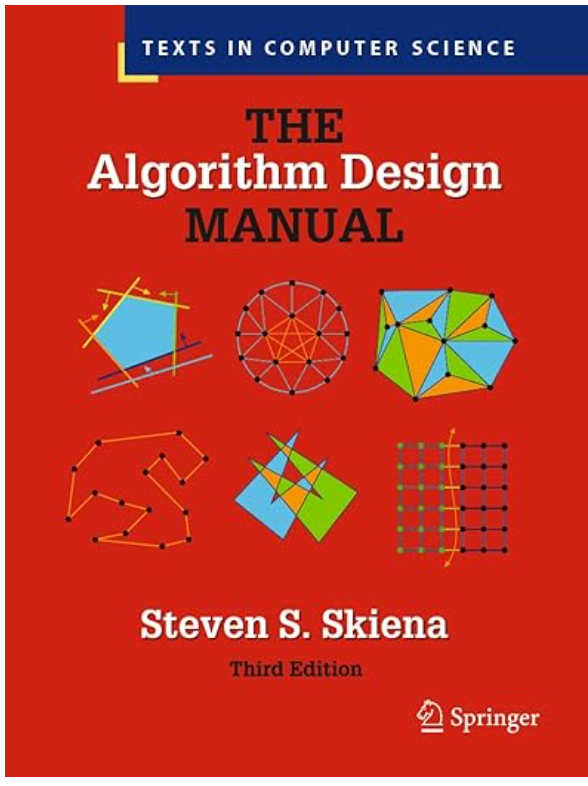 TEXTS IN COMPUTER SCIENCE
THE
Algorithm Design
MANUAL
Steven S. Skiena
Third Edition
Springer